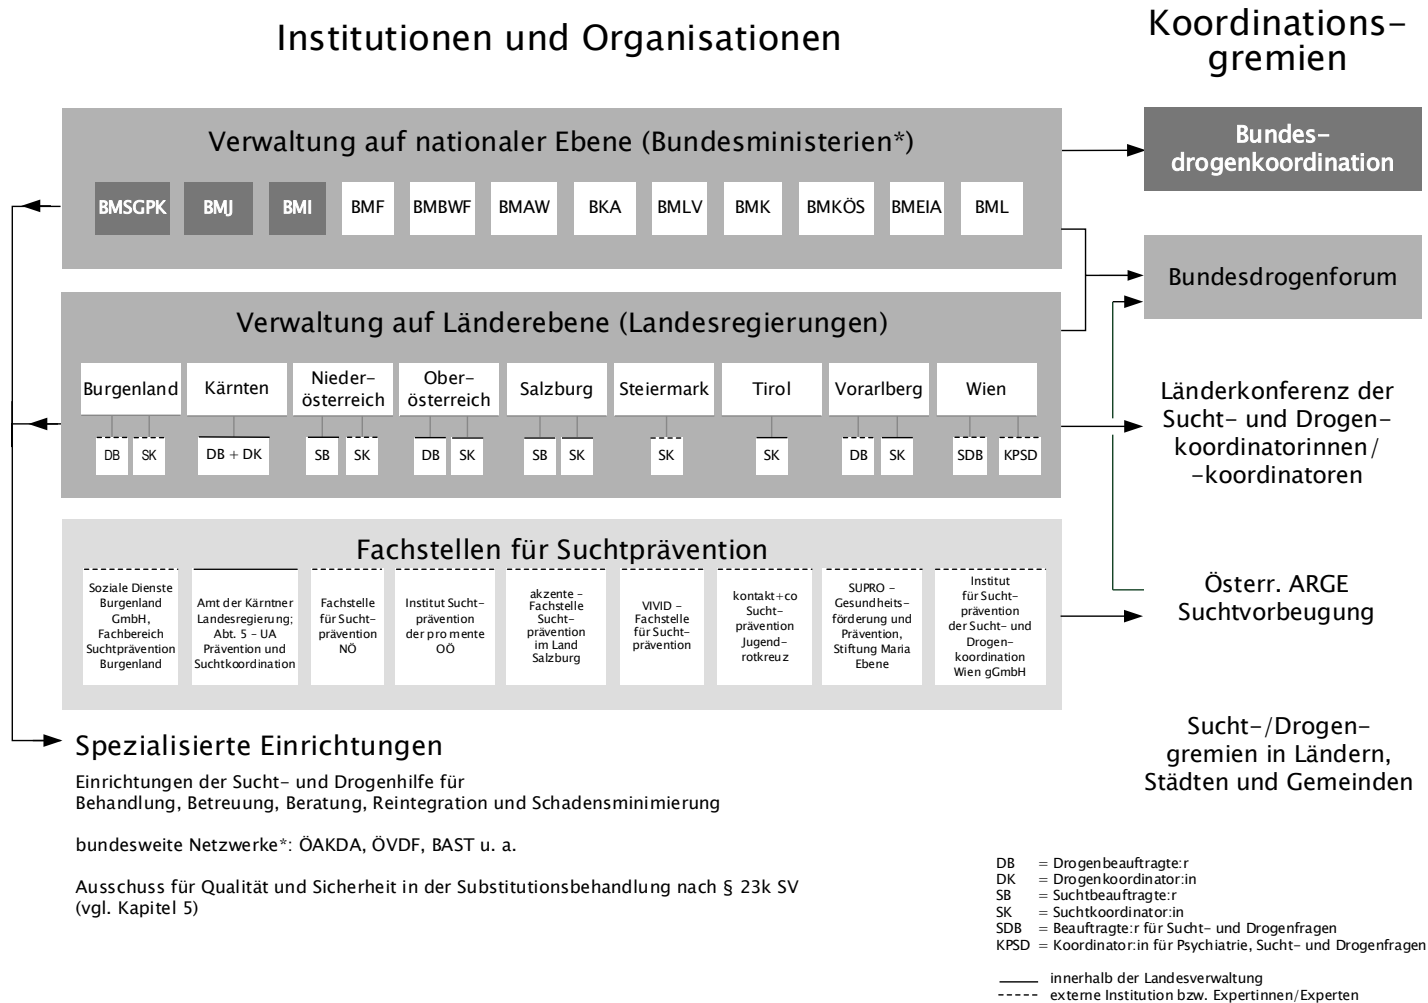 Institutionen und Organisationen
Koordinations-
gremien
Verwaltung auf nationaler Ebene (Bundesministerien*)
BMSGPK
BMJ
BMI
BMF
BMBWF
BMAW
BKA
BMLV
BMK
BMKÖS
BMEIA
BML
Bundes-
drogenkoordination
Bundesdrogenforum
Verwaltung auf Länderebene (Landesregierungen)
Burgenland
DB
SK
Kärnten
DB + DK
Nieder-
österreich
SB
SK
Ober-
österreich
DB
SK
Salzburg
SB
SK
Steiermark
SK
Tirol
SK
Vorarlberg
DB
SK
Wien
SDB
KPSD
Länderkonferenz der
Sucht- und Drogen-
koordinatorinnen/
-koordinatoren
Fachstellen für Suchtprävention
Soziale Dienste
Burgenland
GmbH,
Fachbereich
Suchtprävention
Burgenland
Amt der Kärntner
Landesregierung;
Abt. 5 - UA
Prävention und
Suchtkoordination
Fachstelle
für Sucht-
prävention
NÖ
Institut Sucht-
prävention
der pro mente
OÖ
akzente -
Fachstelle
Sucht-
prävention
im Land
Salzburg
VIVID -
Fachstelle
für Sucht-
prävention
kontakt+co
Sucht-
prävention
Jugend-
rotkreuz
SUPRO -
Gesundheits-
förderung und
Prävention,
Stiftung Maria
Ebene
Institut
für Sucht-
prävention
der Sucht- und
Drogen-
koordination
Wien gGmbH
Österr. ARGE
Suchtvorbeugung
Spezialisierte Einrichtungen
Einrichtungen der Sucht- und Drogenhilfe für
Behandlung, Betreuung, Beratung, Reintegration und Schadensminimierung
bundesweite Netzwerke*: ÖAKDA, ÖVDF, BAST u. a.
Ausschuss für Qualität und Sicherheit in der Substitutionsbehandlung nach § 23k SV
(vgl. Kapitel 5)
Sucht-/Drogen-
gremien in Ländern,
Städten und Gemeinden
DB = Drogenbeauftragte:r
DK = Drogenkoordinator:in
SB = Suchtbeauftragte:r
SK = Suchtkoordinator:in
SDB = Beauftragte:r für Sucht- und Drogenfragen
KPSD = Koordinator:in für Psychiatrie, Sucht- und Drogenfragen
innerhalb der Landesverwaltung
externe Institution bzw. Expertinnen/Experten